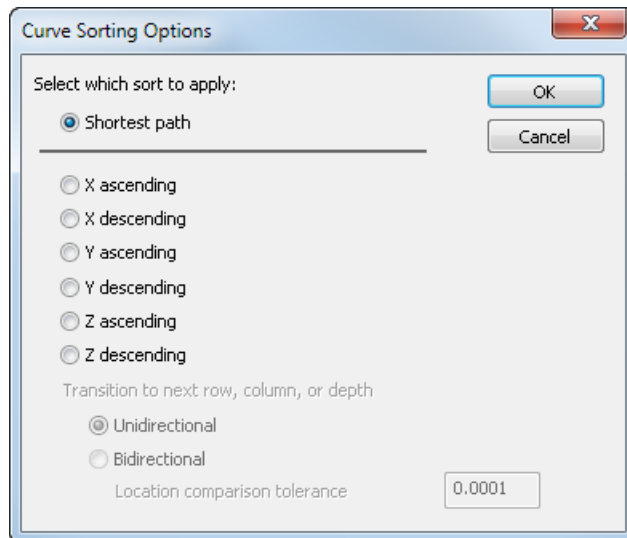 Curve Sorting Options
Select which sort to apply:
OK
Shortest path
Cancel
X ascending
X descending
Y ascending
Y descending
Z ascending
Z descending
Transition to next row, column, or depth
Unidirectional
Bidirectional
Location comparison tolerance 0.0001